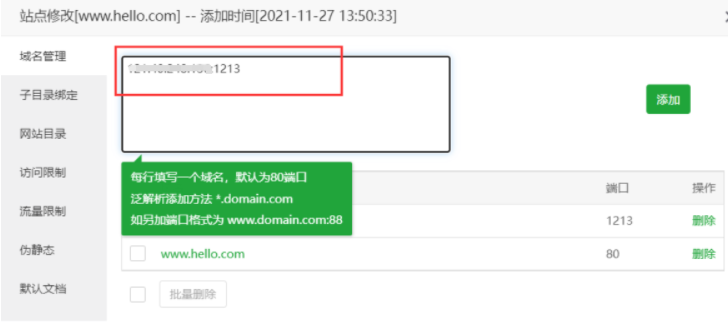 站点修改[www.hello.com] -- 添加时间[2021-11-27 13:50:33]
域名管理
:1213
添加
子目录绑定
网站目录
访问限制
流量限制
伪静态
默认文档
每行填写一个域名，默认为80端口
泛解析添加方法 *.domain.com
如另加端口格式为 www.domain.com:88
端口 操作
1213 删除
www.hello.com 80 删除
批量删除